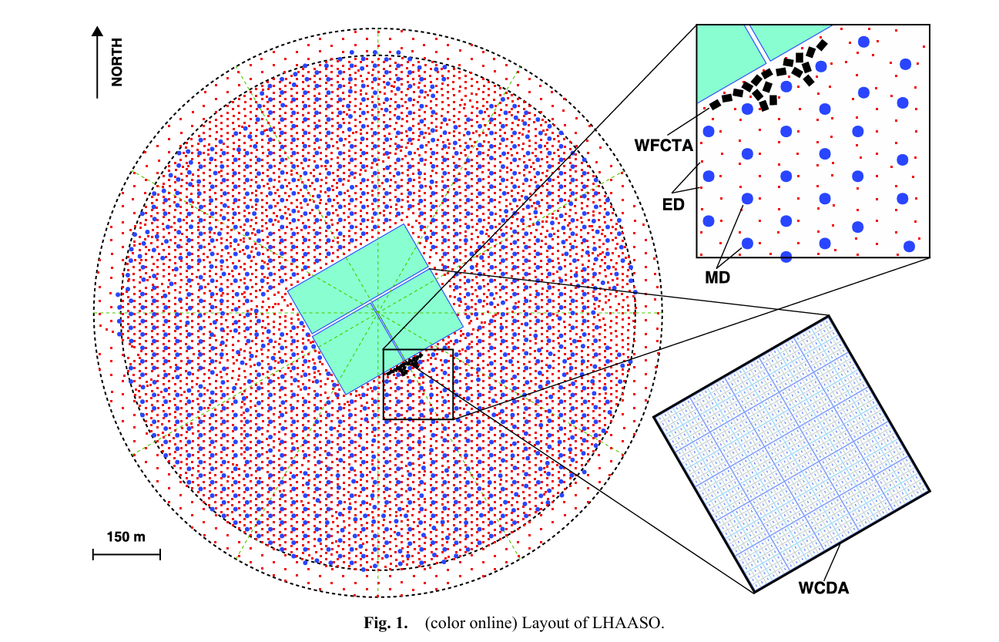 NORTH
WFCTA
ED
MD
150 m
WCDA
Fig. 1. (color online) Layout of LHAASO.